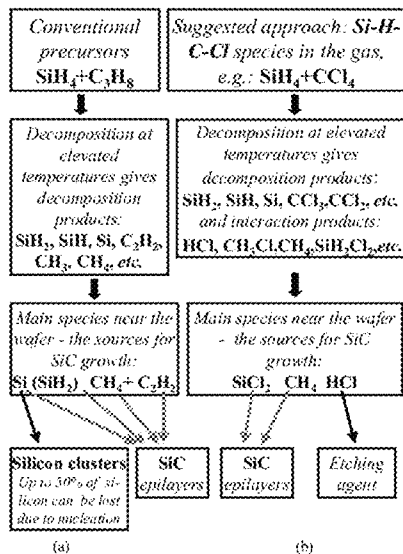 Conventional
precursors
SiH₄+C₃H₈
Suggested approach: Si-H-
C-Cl species in the gas,
e.g.: SiH₄+CCl₄
Decomposition at
elevated
temperatures gives
decomposition
products:
SiH₂, SiH, Si, C₂H₂,
CH₃, CH₄, etc.
Decomposition at elevated
temperatures gives
decomposition products:
SiH₂, SiH, Si, CCl₃,CCl₂, etc.
and interaction products:
HCl, CH₃Cl,CH₄,SiH₂Cl₂,etc.
Main species near the
wafer - the sources for
SiC growth:
Si (SiH₂) CH₄+ C₂H₂
Main species near the wafer
- the sources for SiC
growth:
SiCl₂ CH₄ HCl
Silicon clusters
Up to 50% of si-
licon can be lost
due to nucleation
SiC
epilayers
SiC
epilayers
Etching
agent
(a)
(b)